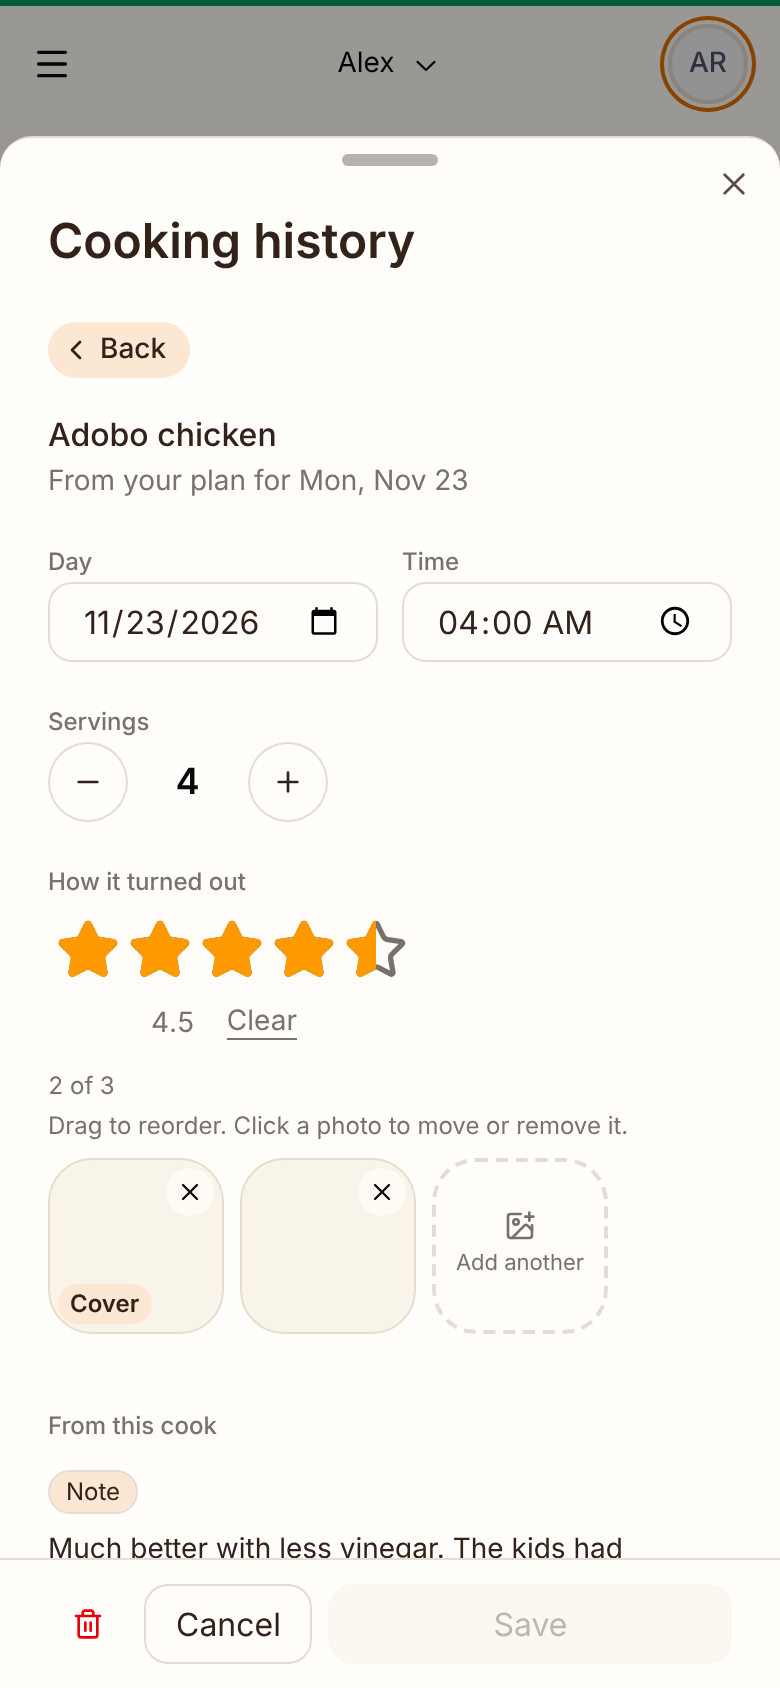 Alex
AR
Cooking history
Back
Adobo chicken
From your plan for Mon, Nov 23
Day
Time
11/23/2026
04:00 AM
Servings
4
How it turned out
4.5
Clear
2 of 3
Drag to reorder. Click a photo to move or remove it.
Cover
Add another
From this cook
Note
Much better with less vinegar. The kids had
Cancel
Save